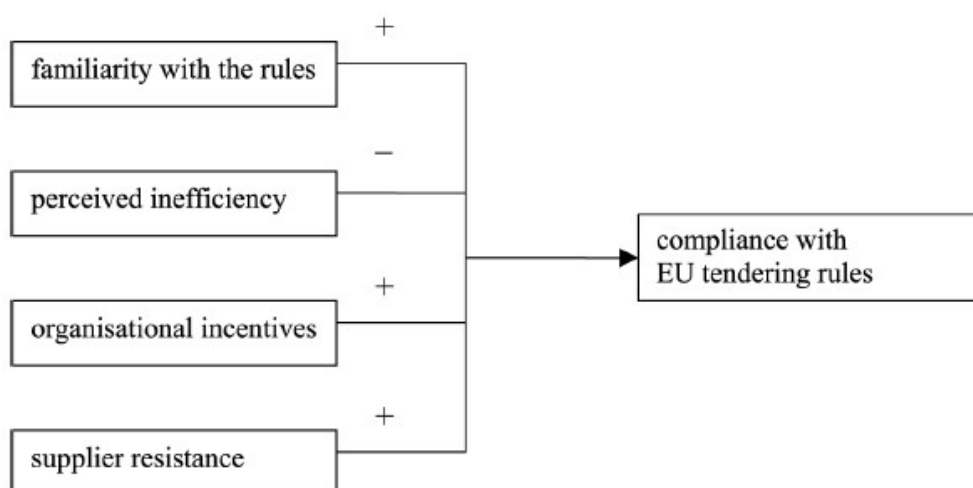 +
familiarity with the rules
−
perceived inefficiency
compliance with
EU tendering rules
+
organisational incentives
+
supplier resistance